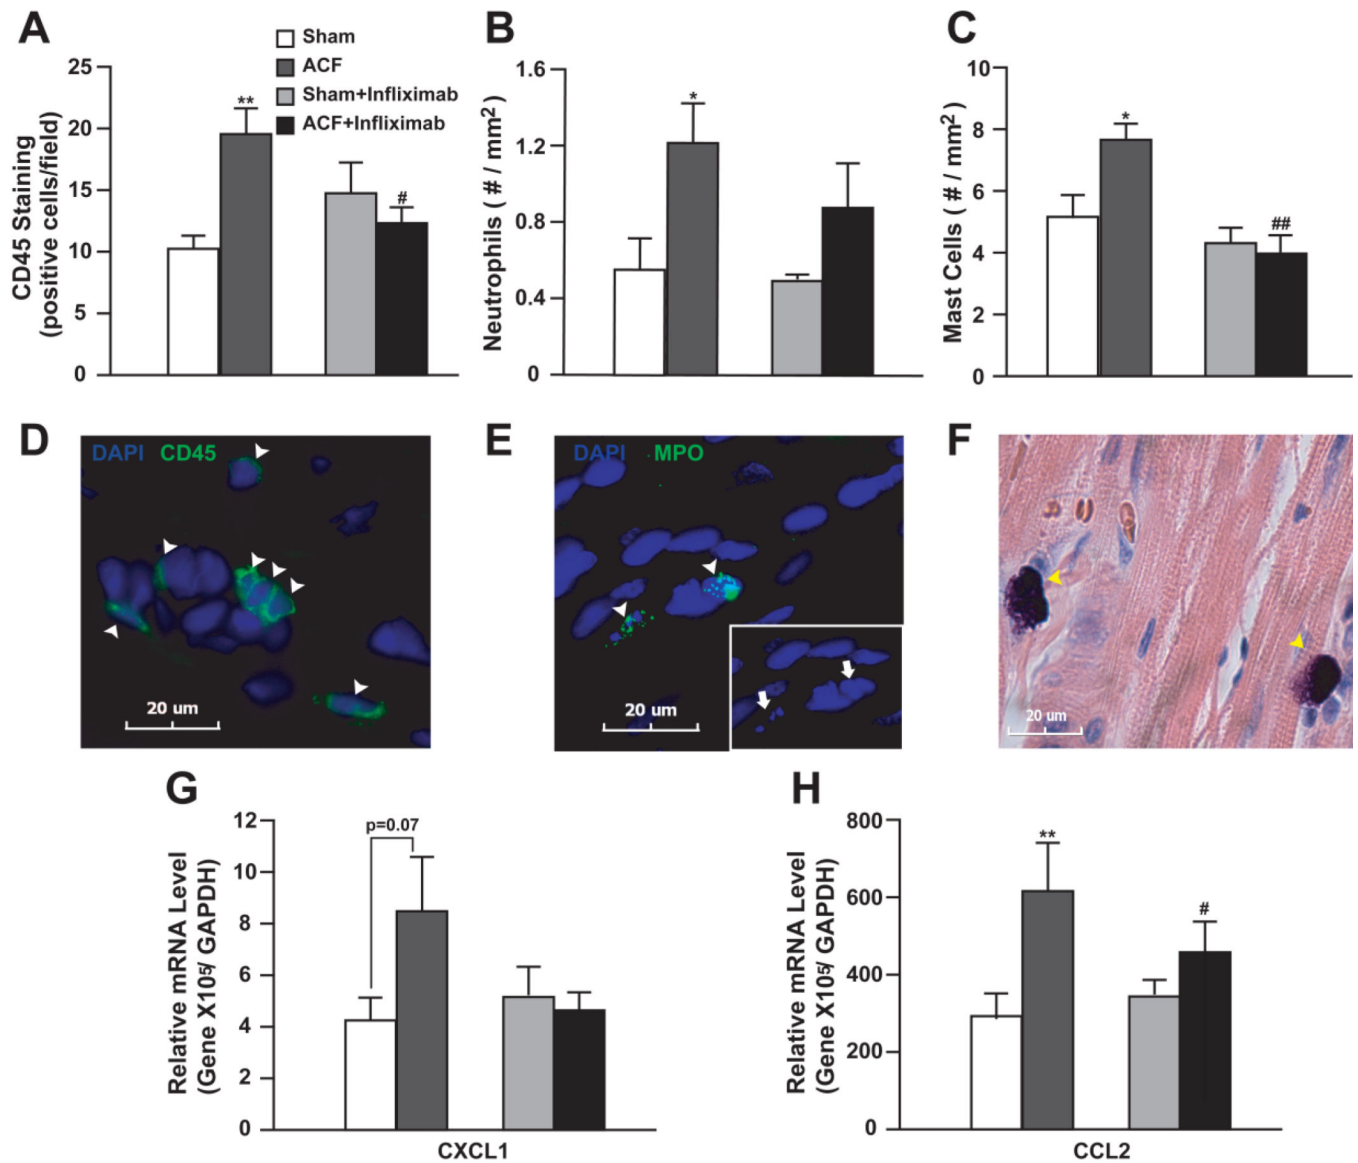 A
Sham
ACF
Sham+Infliximab
ACF+Infliximab
CD45 Staining
(positive cells/field)
25
20
15
10
5
0
**
#
B
Neutrophils ( # / mm²)
1.6
1.2
0.8
0.4
0
*
C
Mast Cells ( # / mm²)
10
8
6
4
2
0
*
##
D
DAPI CD45
20 um
E
DAPI MPO
20 um
F
20 um
G
Relative mRNA Level
(Gene X10⁵/ GAPDH)
12
10
8
6
4
2
0
p=0.07
CXCL1
H
Relative mRNA Level
(Gene X10⁵/ GAPDH)
800
600
400
200
0
**
#
CCL2